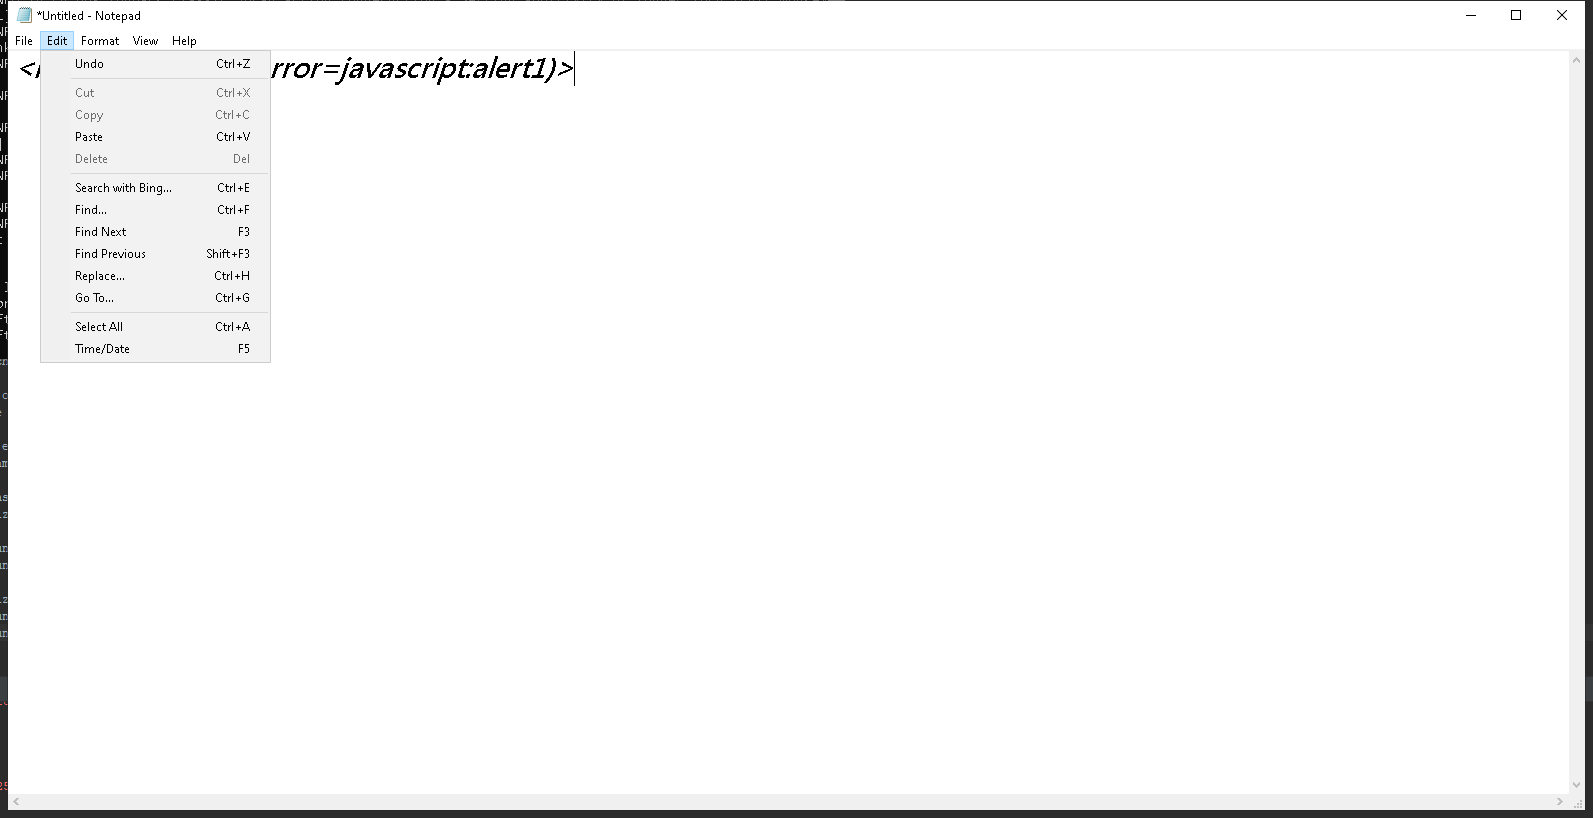 *Untitled - Notepad
File Edit Format View Help
rror=javascript:alert1)>
Undo Ctrl+Z
Cut Ctrl+X
Copy Ctrl+C
Paste Ctrl+V
Delete Del
Search with Bing... Ctrl+E
Find... Ctrl+F
Find Next F3
Find Previous Shift+F3
Replace... Ctrl+H
Go To... Ctrl+G
Select All Ctrl+A
Time/Date F5